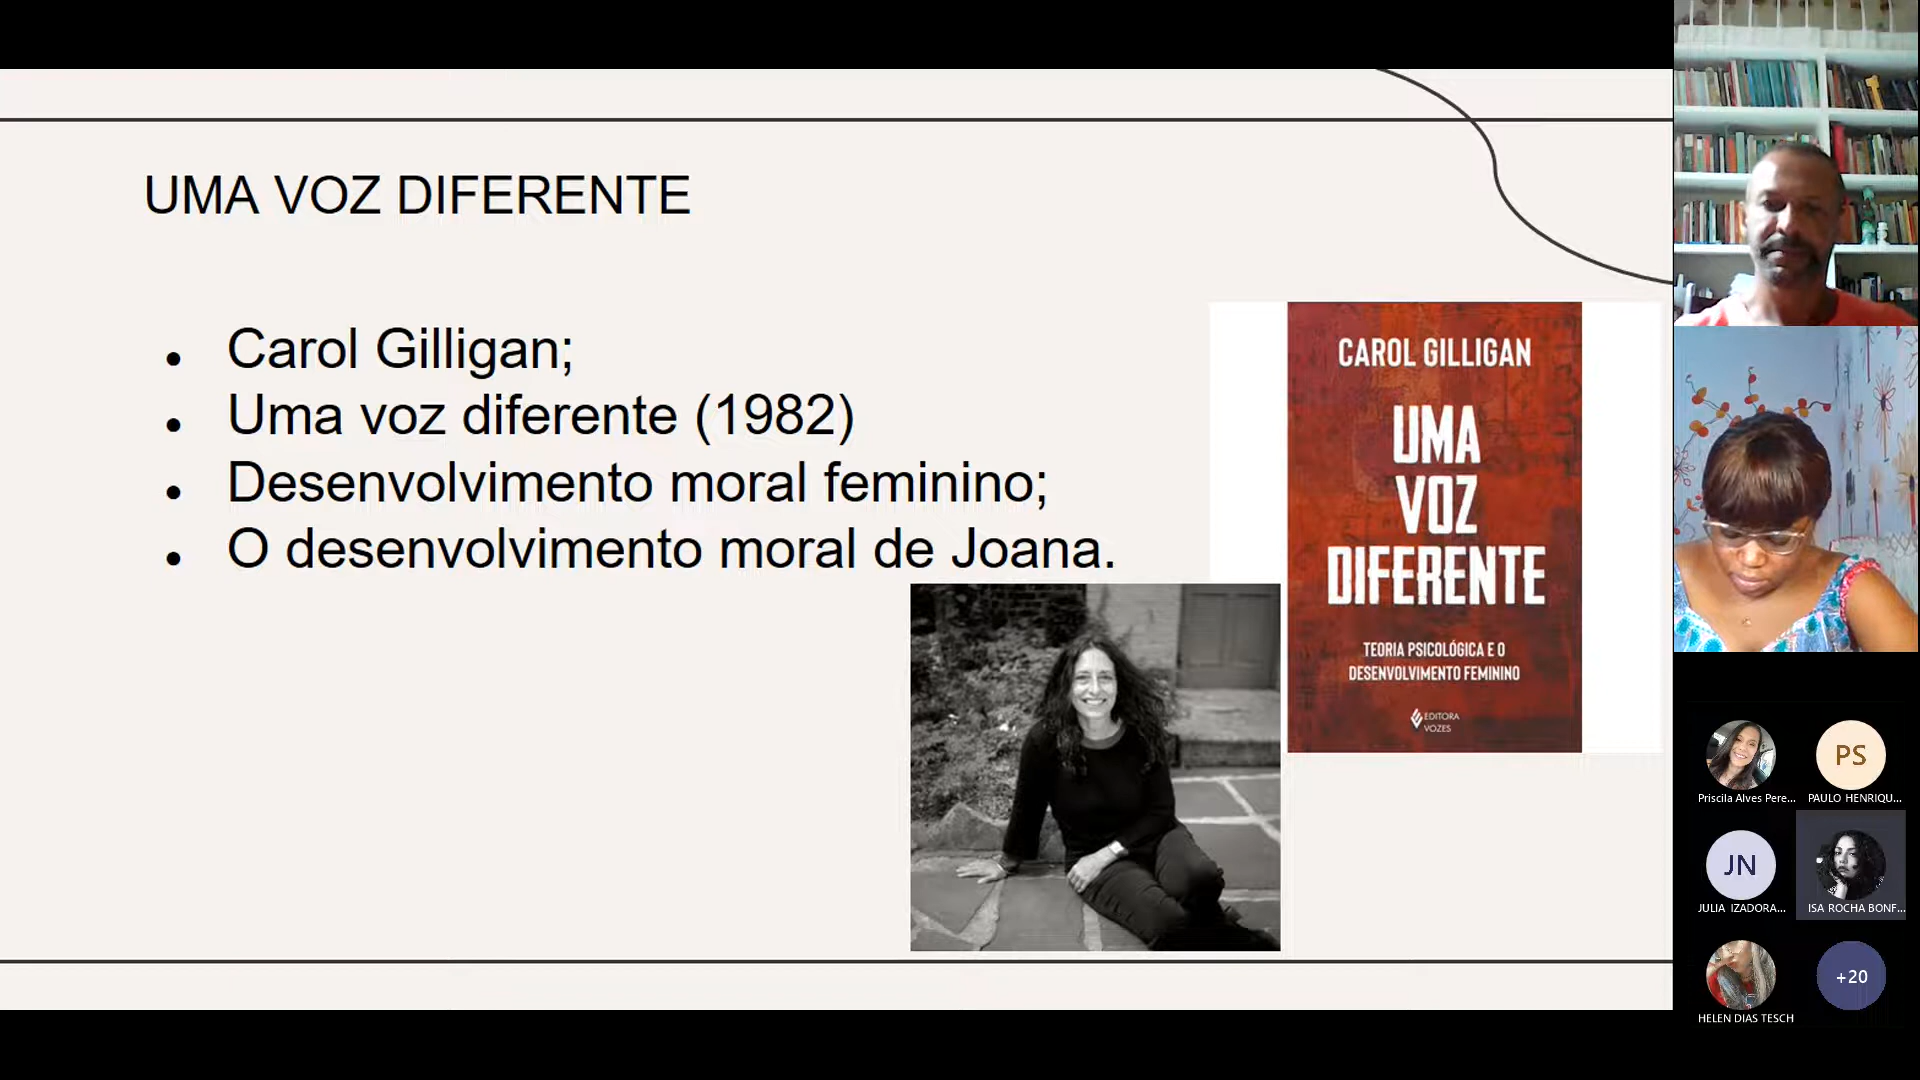 UMA VOZ DIFERENTE
Carol Gilligan;
Uma voz diferente (1982)
Desenvolvimento moral feminino;
O desenvolvimento moral de Joana.
CAROL GILLIGAN
UMA
VOZ
DIFERENTE
TEORIA PSICOLÓGICA E O
DESENVOLVIMENTO FEMININO
EDITORA
VOZES
PS
Priscila Alves Pere...
PAULO HENRIQU...
JN
JULIA IZADORA...
ISA ROCHA BONF...
+20
HELEN DIAS TESCH